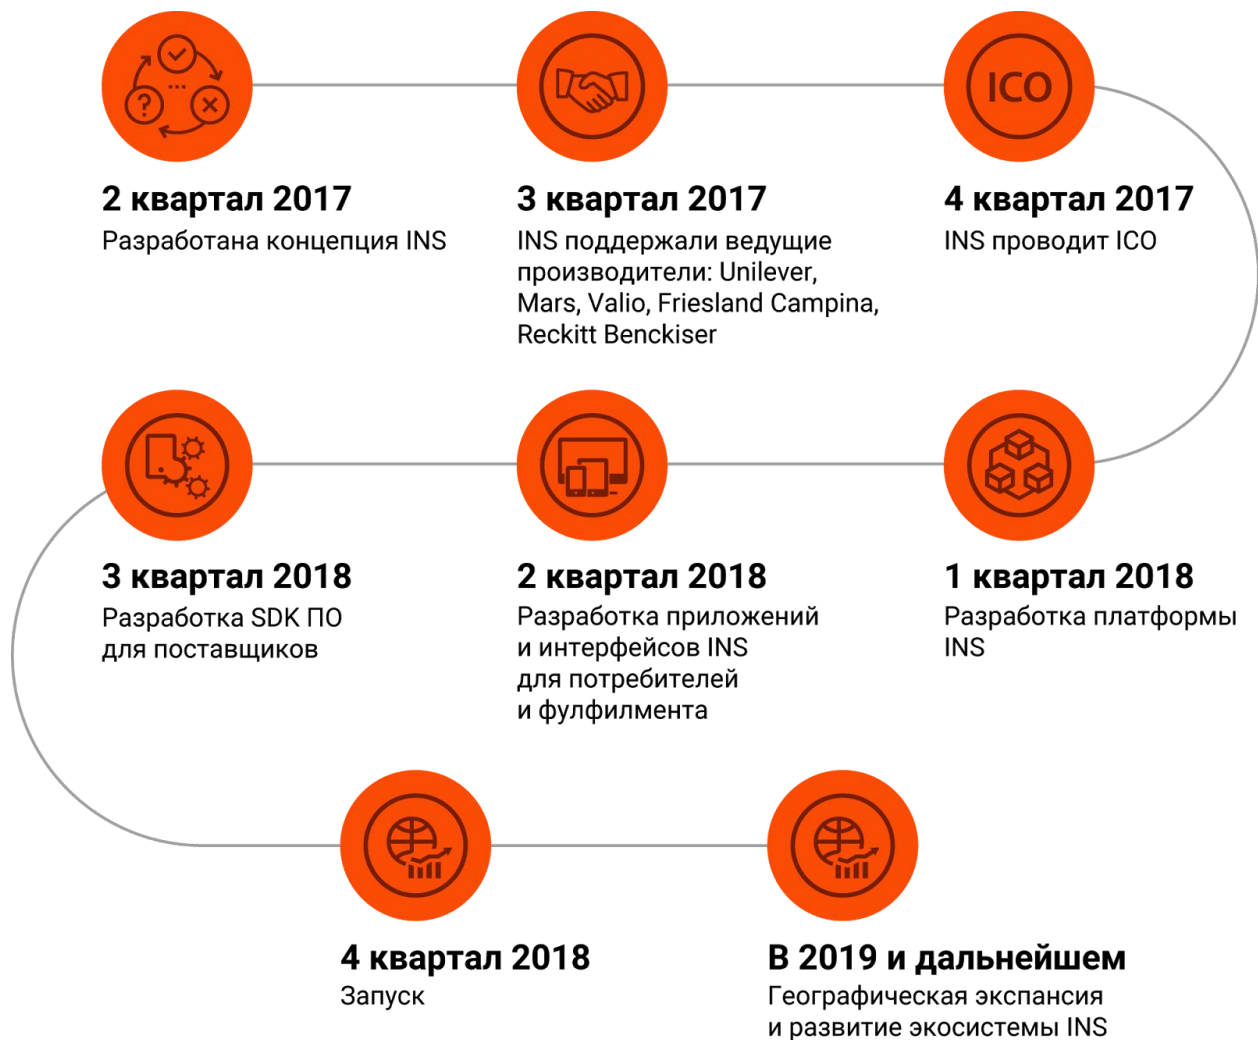 ICO
2 квартал 2017
Разработана концепция INS
3 квартал 2017
INS поддержали ведущие
производители: Unilever,
Mars, Valio, Friesland Campina,
Reckitt Benckiser
4 квартал 2017
INS проводит ICO
1 квартал 2018
Разработка платформы
INS
2 квартал 2018
Разработка приложений
и интерфейсов INS
для потребителей
и фулфилмента
3 квартал 2018
Разработка SDK ПО
для поставщиков
4 квартал 2018
Запуск
В 2019 и дальнейшем
Географическая экспансия
и развитие экосистемы INS